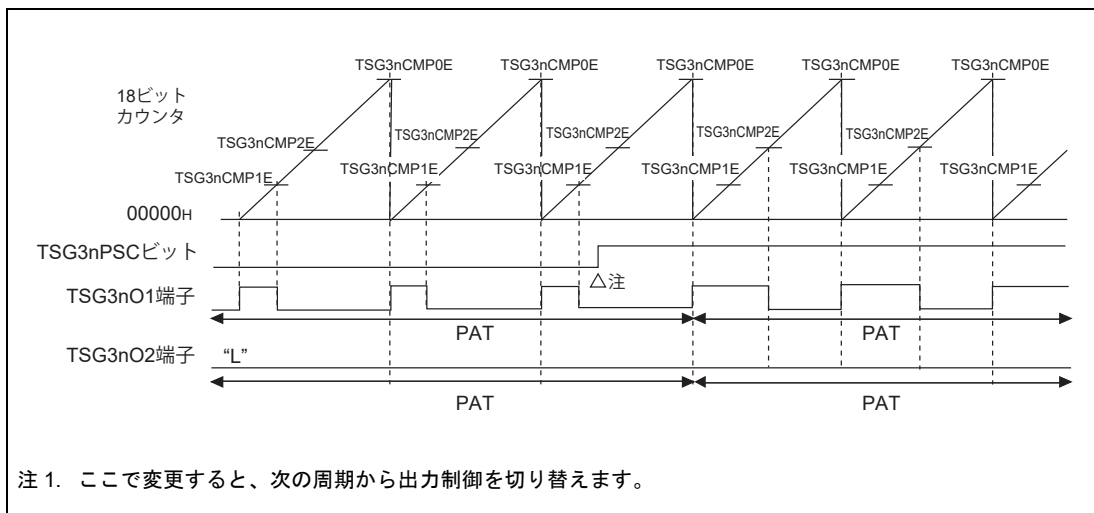 TSG3nCMP0E TSG3nCMP0E TSG3nCMP0E TSG3nCMP0E TSG3nCMP0E
18ビット
カウンタ
TSG3nCMP2E TSG3nCMP2E TSG3nCMP2E TSG3nCMP2E TSG3nCMP2E
TSG3nCMP1E TSG3nCMP1E TSG3nCMP1E TSG3nCMP1E TSG3nCMP1E TSG3nCMP1E
00000H
TSG3nPSCビット
△注
TSG3nO1端子
PAT PAT
TSG3nO2端子 “L”
PAT PAT
注 1. ここで変更すると、次の周期から出力制御を切り替えます。